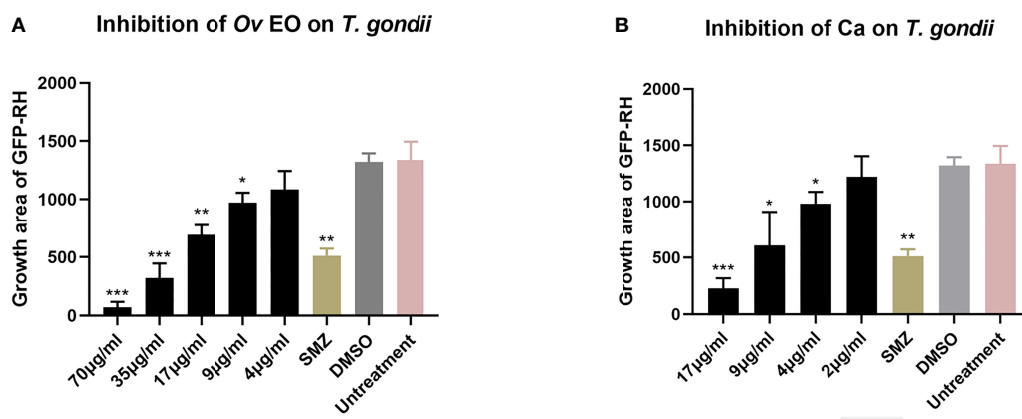 A
Inhibition of Ov EO on T. gondii
Growth area of GFP-RH
2000
1500
1000
500
0
***
***
**
*
**
70µg/ml
35µg/ml
17µg/ml
9µg/ml
4µg/ml
SMZ
DMSO
Untreatment
B
Inhibition of Ca on T. gondii
Growth area of GFP-RH
2000
1500
1000
500
0
***
*
*
**
17µg/ml
9µg/ml
4µg/ml
2µg/ml
SMZ
DMSO
Untreatment